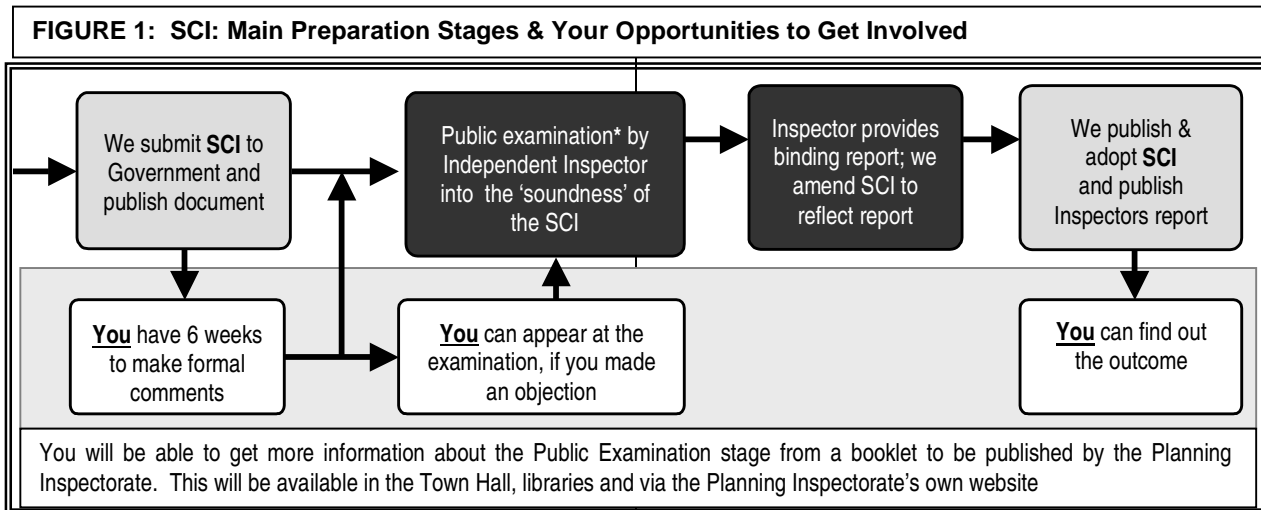 FIGURE 1: SCI: Main Preparation Stages & Your Opportunities to Get Involved
We submit SCI to
Government and
publish document
Public examination* by
Independent Inspector
into the ‘soundness’ of
the SCI
Inspector provides
binding report; we
amend SCI to
reflect report
We publish &
adopt SCI
and publish
Inspectors report
You have 6 weeks
to make formal
comments
You can appear at the
examination, if you made
an objection
You can find out
the outcome
You will be able to get more information about the Public Examination stage from a booklet to be published by the Planning
Inspectorate. This will be available in the Town Hall, libraries and via the Planning Inspectorate’s own website